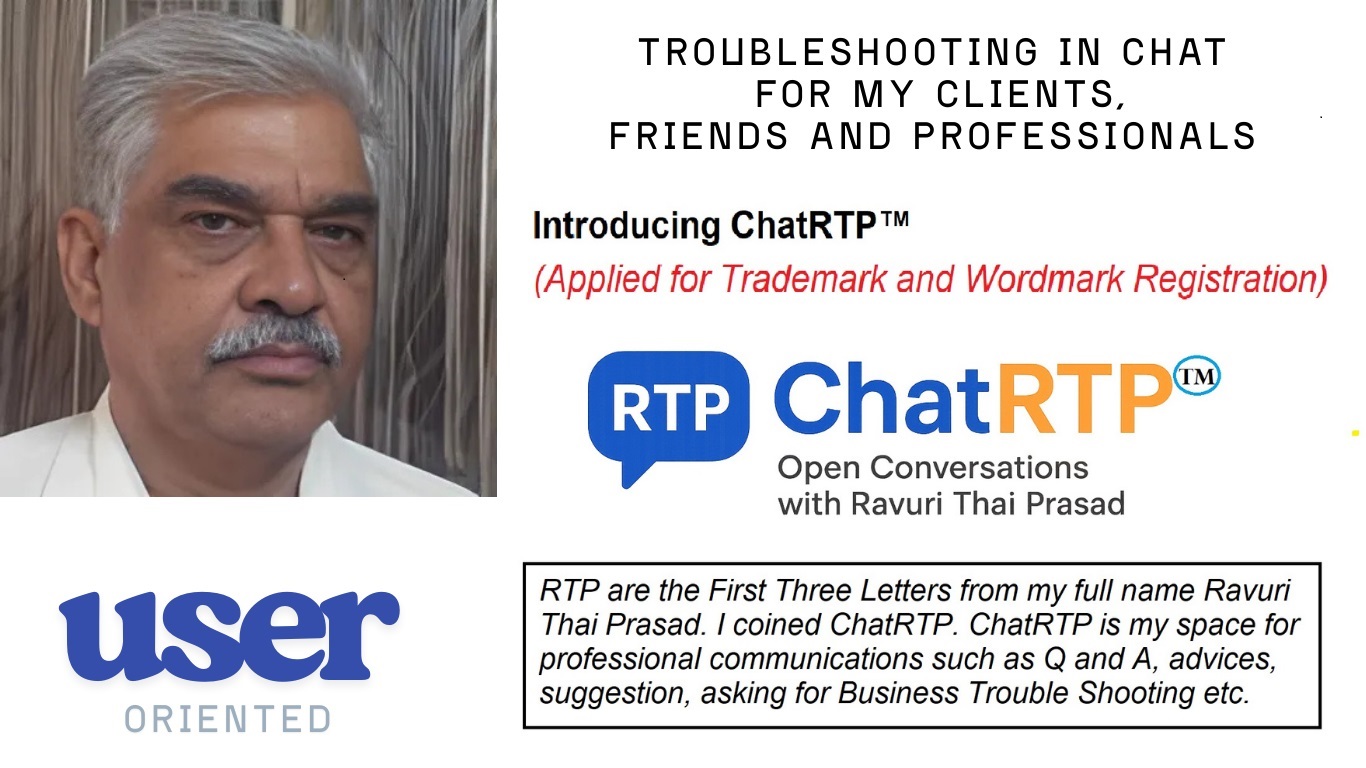 TROUBLESHOOTING IN CHAT
FOR MY CLIENTS,
FRIENDS AND PROFESSIONALS
Introducing ChatRTP™
(Applied for Trademark and Wordmark Registration)
RTP
ChatRTP TM
Open Conversations
with Ravuri Thai Prasad
user
ORIENTED
RTP are the First Three Letters from my full name Ravuri
Thai Prasad. I coined ChatRTP. ChatRTP is my space for
professional communications such as Q and A, advices,
suggestion, asking for Business Trouble Shooting etc.